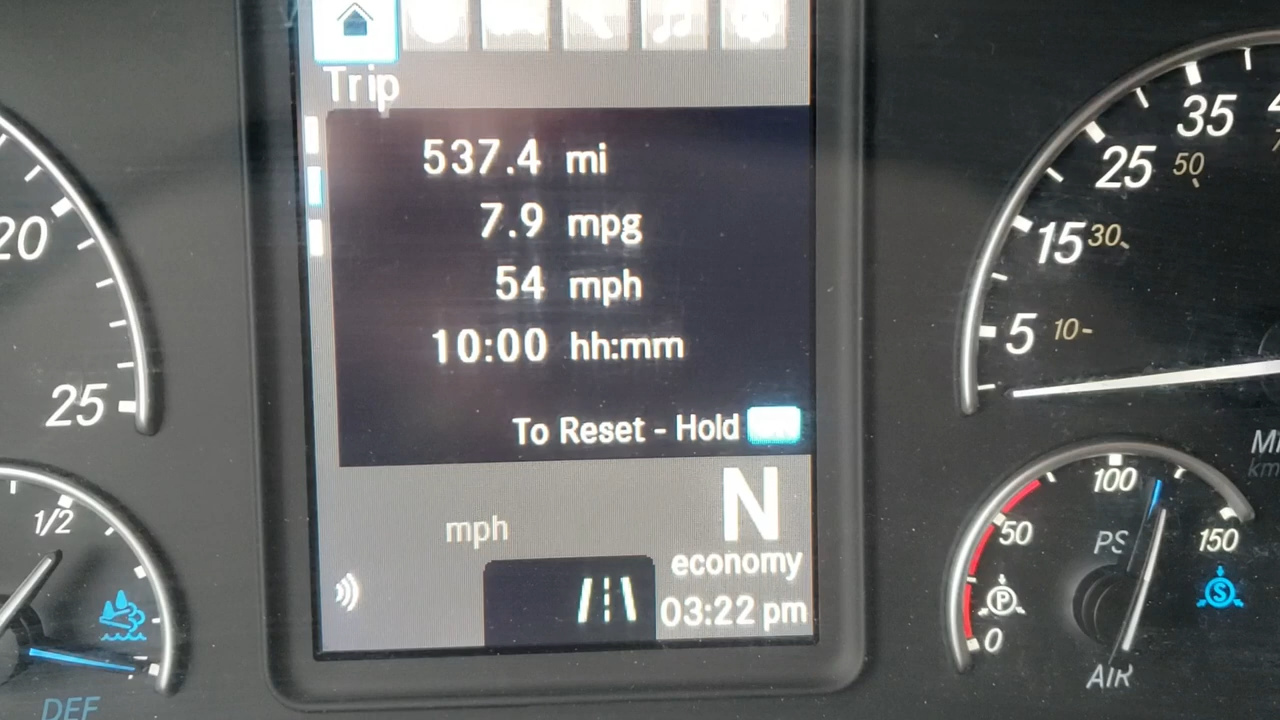 Trip
537.4 mi
7.9 mpg
54 mph
10:00 hh:mm
To Reset - Hold
mph
N
economy
03:22 pm
20
25
1/2
DEF
35
25 50
15 30
5 10
100
50
150
P
S
0
AIR